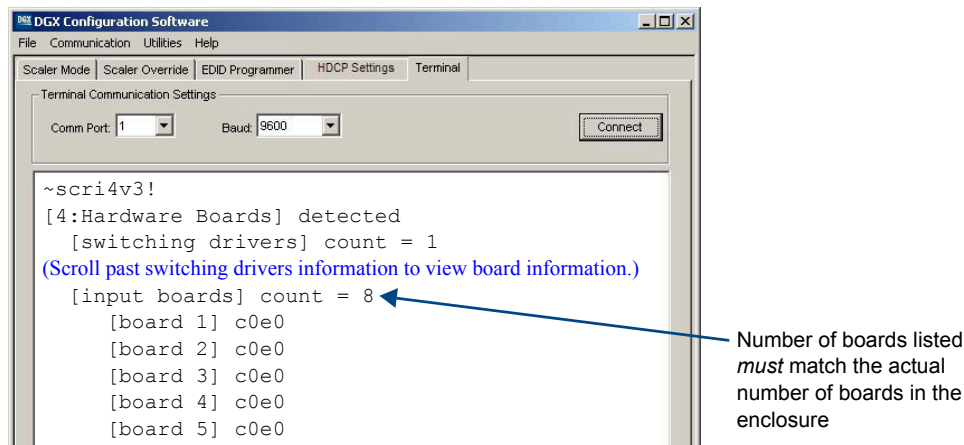 DGX DGX Configuration Software
File Communication Utilities Help
Scaler Mode Scaler Override EDID Programmer HDCP Settings Terminal
Terminal Communication Settings
Comm Port: 1 Baud: 9600 Connect
~scri4v3!
[4:Hardware Boards] detected
[switching drivers] count = 1
(Scroll past switching drivers information to view board information.)
[input boards] count = 8
[board 1] c0e0
[board 2] c0e0
[board 3] c0e0
[board 4] c0e0
[board 5] c0e0
Number of boards listed
must match the actual
number of boards in the
enclosure